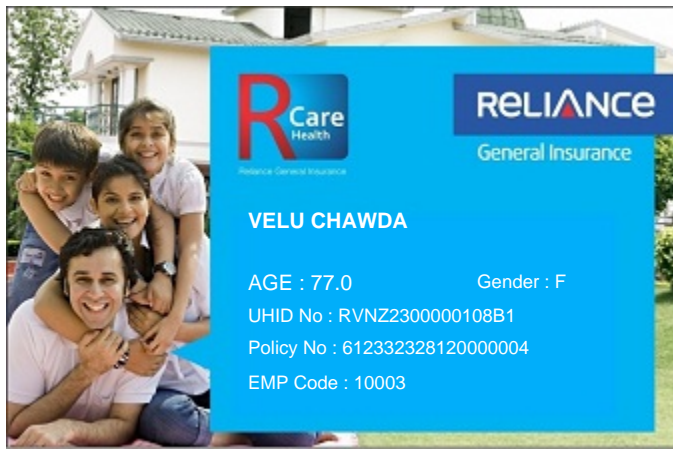 R Care
Health
Reliance General Insurance
RELIANCE
General Insurance
VELU CHAWDA
AGE : 77.0 Gender : F
UHID No : RVNZ2300000108B1
Policy No : 612332328120000004
EMP Code : 10003